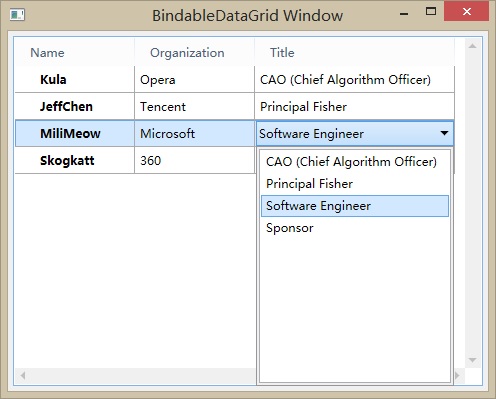 BindableDataGrid Window
Name Organization Title
Kula Opera CAO (Chief Algorithm Officer)
JeffChen Tencent Principal Fisher
MiliMeow Microsoft Software Engineer
Skogkatt 360
CAO (Chief Algorithm Officer)
Principal Fisher
Software Engineer
Sponsor